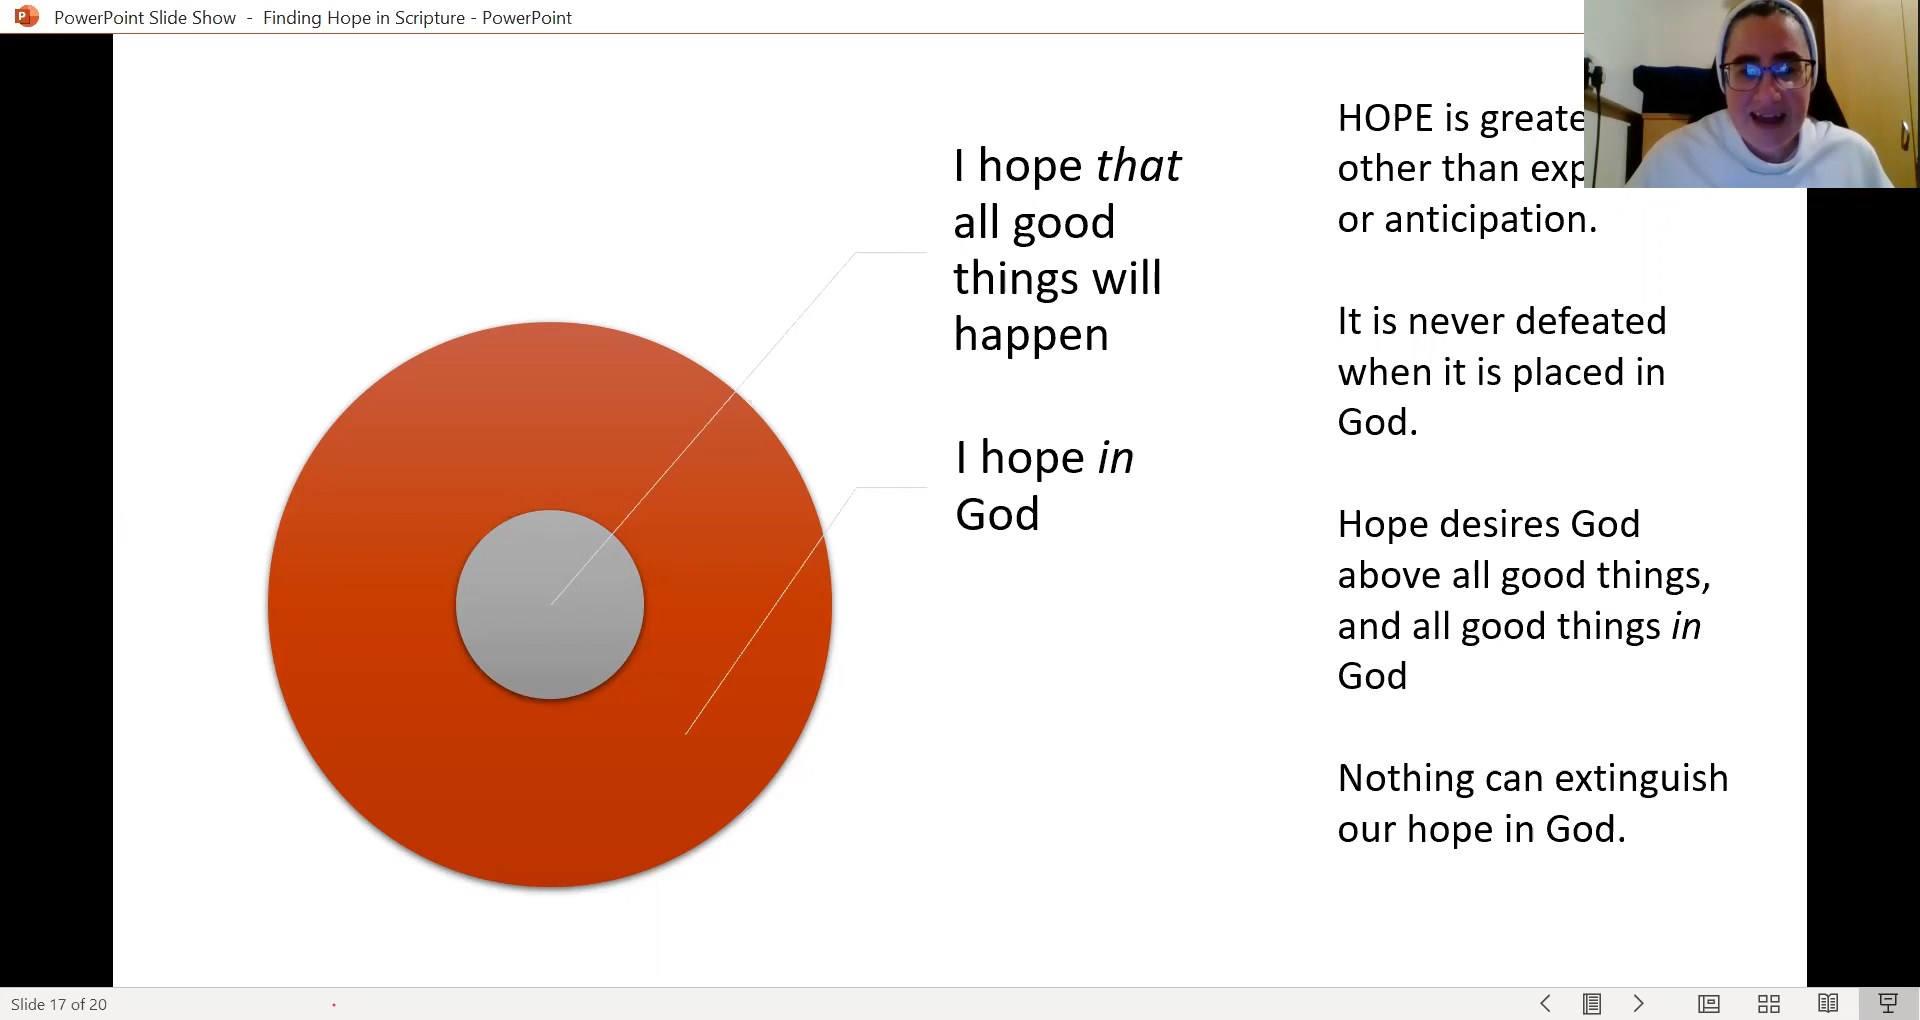 PowerPoint Slide Show - Finding Hope in Scripture - PowerPoint
I hope that
all good
things will
happen
I hope in
God
HOPE is
other than
or anticipation.
It is never defeated
when it is placed in
God.
Hope desires God
above all good things,
and all good things in
God
Nothing can extinguish
our hope in God.
Slide 17 of 20